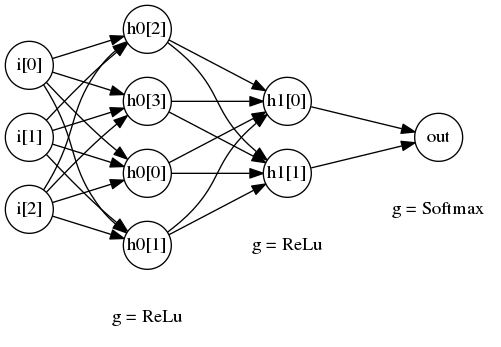 h0[2]
i[0]
h0[3]
h1[0]
i[1]
out
h0[0]
h1[1]
i[2]
g = Softmax
h0[1]
g = ReLu
g = ReLu